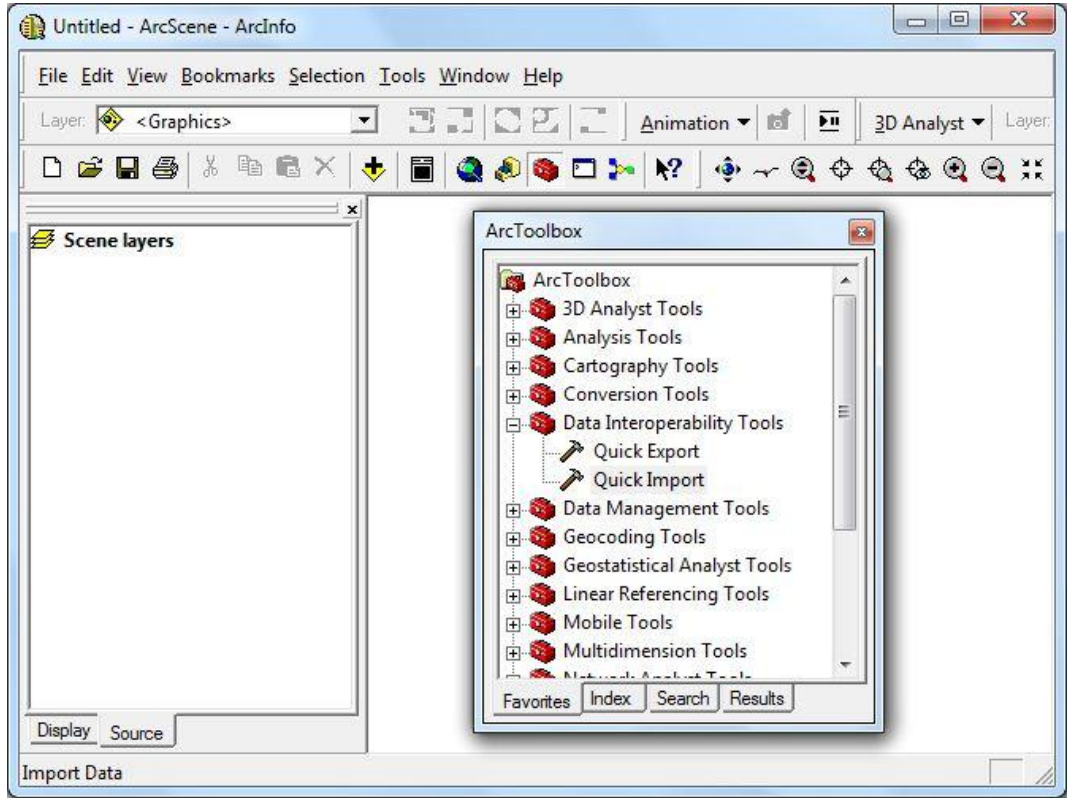 Untitled - ArcScene - ArcInfo
File Edit View Bookmarks Selection Tools Window Help
Layer: <Graphics> Animation 3D Analyst Layer:
Scene layers
Display Source
ArcToolbox
ArcToolbox
3D Analyst Tools
Analysis Tools
Cartography Tools
Conversion Tools
Data Interoperability Tools
Quick Export
Quick Import
Data Management Tools
Geocoding Tools
Geostatistical Analyst Tools
Linear Referencing Tools
Mobile Tools
Multidimension Tools
Network Analyst Tools
Favorites Index Search Results
Import Data